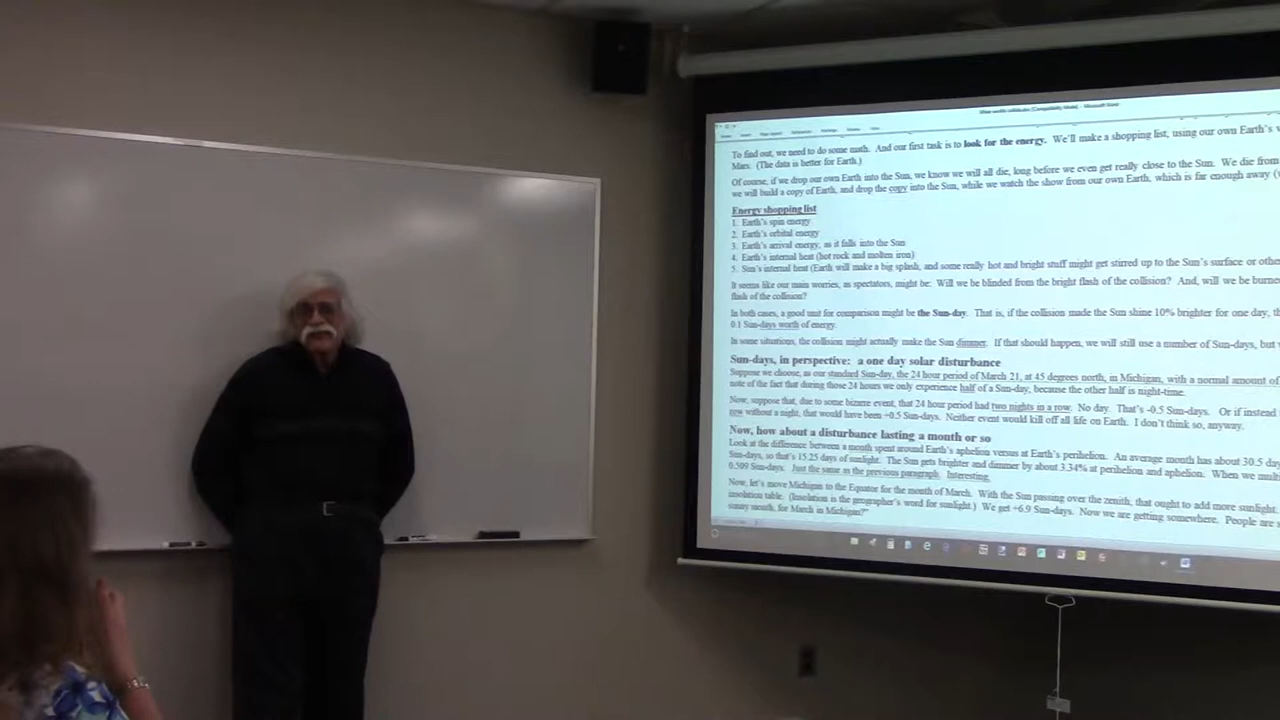 To find out, we need to do some math. And our first task is to look for the energy. We'll make a shopping list, using our own Earth's
Mars. (The data is better for Earth.)
Of course, if we drop our own Earth into the Sun, we know we will all die, long before we even get really close to the Sun. We die from
we will build a copy of Earth, and drop the copy into the Sun, while we watch the show from our own Earth, which is far enough away
Energy shopping list
1. Earth's spin energy
2. Earth's orbital energy
3. Earth's arrival energy, as it falls into the Sun
4. Earth's internal heat (hot rock and molten iron)
5. Sun's internal heat (Earth will make a big splash, and some really hot and bright stuff might get stirred up to the Sun's surface or
It seems like our main worries, as spectators, might be: Will we be blinded from the bright flash of the collision? And, will we be
flash of the collision?
In both cases, a good unit for comparison might be the Sun-day. That is, if the collision made the Sun shine 10% brighter for one day,
0.1 Sun-days worth of energy.
In some situations, the collision might actually make the Sun dimmer. If that should happen, we will still use a number of Sun-days, but
Sun-days, in perspective: a one day solar disturbance
Suppose we choose, as our standard Sun-day, the 24 hour period of March 21, at 45 degrees north, in Michigan, with a normal amount of
note of the fact that during those 24 hours we only experience half of a Sun-day, because the other half is night-time.
Now, suppose that, due to some bizarre event, that 24 hour period had two nights in a row. No day. That's -0.5 Sun-days. Or if instead
row without a night, that would have been +0.5 Sun-days. Neither event would kill off all life on Earth. I don't think so, anyway.
Now, how about a disturbance lasting a month or so
Look at the difference between a month spent around Earth's aphelion versus at Earth's perihelion. An average month has about 30.5
Sun-days, so that's 15.25 days of sunlight. The Sun gets brighter and dimmer by about 3.34% at perihelion and aphelion. When we
0.509 Sun-days. Just the same as the previous paragraph. Interesting.
Now, let's move Michigan to the Equator for the month of March. With the Sun passing over the zenith, that ought to add more sunlight.
insolation table. (Insolation is the geographer's word for sunlight.) We get +6.9 Sun-days. Now we are getting somewhere. People are
month, for March in Michigan?"